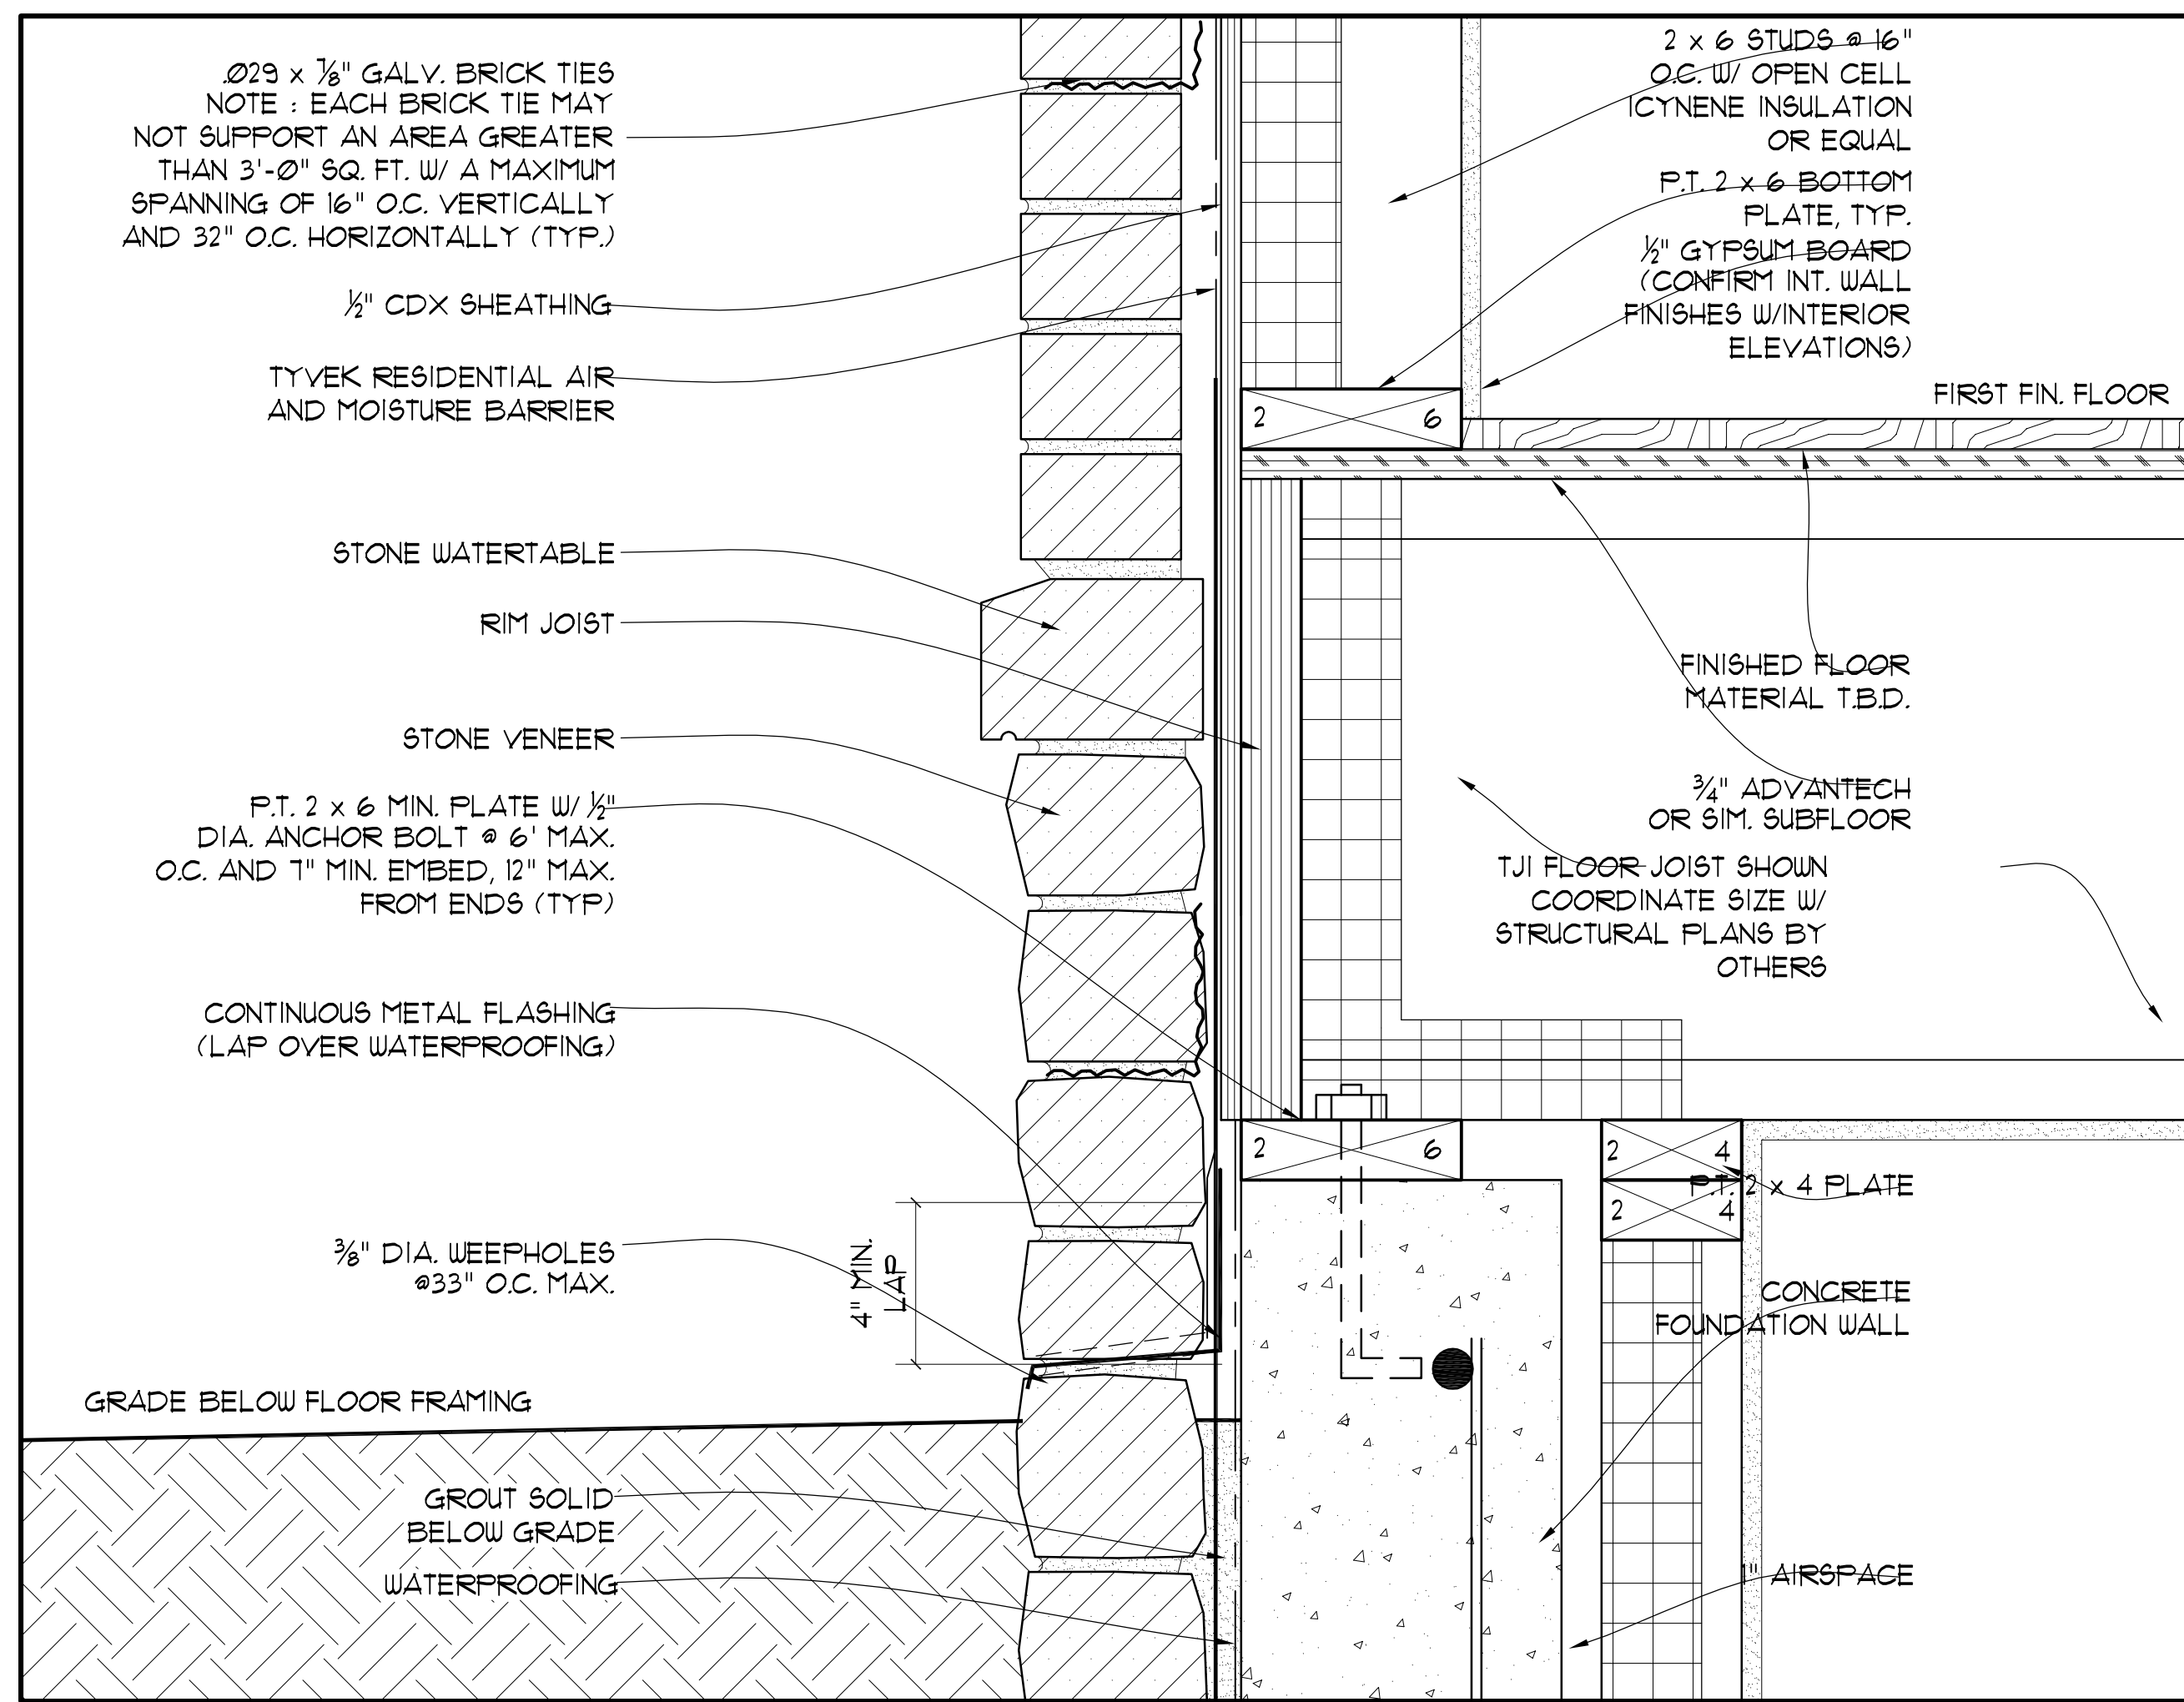 .Ø29 x 7/8" GALV. BRICK TIES
NOTE : EACH BRICK TIE MAY
NOT SUPPORT AN AREA GREATER
THAN 3'-Ø" SQ. FT. W/ A MAXIMUM
SPANNING OF 16" O.C. VERTICALLY
AND 32" O.C. HORIZONTALLY (TYP.)
1/2" CDX SHEATHING
TYVEK RESIDENTIAL AIR
AND MOISTURE BARRIER
STONE WATERTABLE
RIM JOIST
STONE VENEER
P.T. 2 x 6 MIN. PLATE W/ 1/2"
DIA. ANCHOR BOLT @ 6' MAX.
O.C. AND 7" MIN. EMBED, 12" MAX.
FROM ENDS (TYP)
CONTINUOUS METAL FLASHING
(LAP OVER WATERPROOFING)
3/8" DIA. WEEPHOLES
@33" O.C. MAX.
4" MIN.
LAP
GRADE BELOW FLOOR FRAMING
GROUT SOLID
BELOW GRADE
WATERPROOFING
2 x 6 STUDS @ 16"
O.C. W/ OPEN CELL
ICYNENE INSULATION
OR EQUAL
P.T. 2 x 6 BOTTOM
PLATE, TYP.
1/2" GYPSUM BOARD
(CONFIRM INT. WALL
FINISHES W/INTERIOR
ELEVATIONS)
FIRST FIN. FLOOR
2 6
FINISHED FLOOR
MATERIAL T.B.D.
3/4" ADVANTECH
OR SIM. SUBFLOOR
TJI FLOOR JOIST SHOWN
COORDINATE SIZE W/
STRUCTURAL PLANS BY
OTHERS
2 6
2 4
P.T. 2 x 4 PLATE
2 4
CONCRETE
FOUNDATION WALL
1" AIRSPACE